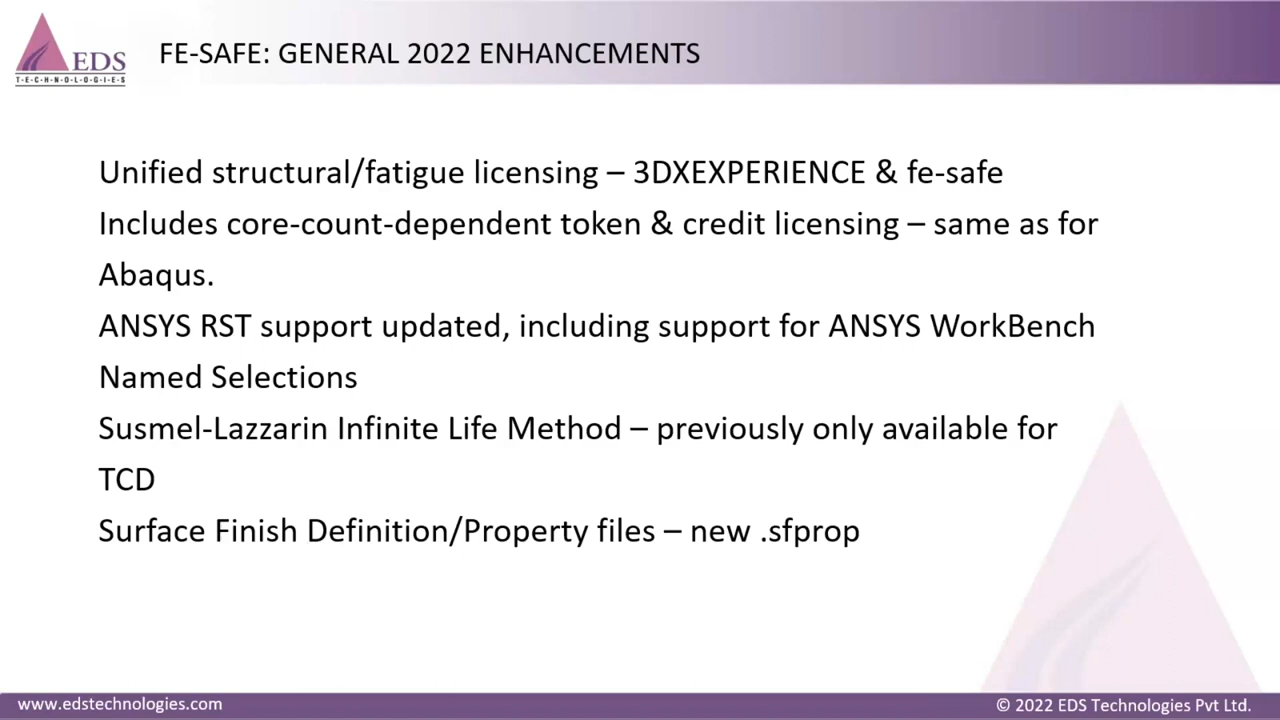 EDS
T·E·C·H·N·O·L·O·G·I·E·S
FE-SAFE: GENERAL 2022 ENHANCEMENTS
Unified structural/fatigue licensing – 3DXEXPERIENCE & fe-safe
Includes core-count-dependent token & credit licensing – same as for
Abaqus.
ANSYS RST support updated, including support for ANSYS WorkBench
Named Selections
Susmel-Lazzarin Infinite Life Method – previously only available for
TCD
Surface Finish Definition/Property files – new .sfprop
www.edstechnologies.com
© 2022 EDS Technologies Pvt Ltd.